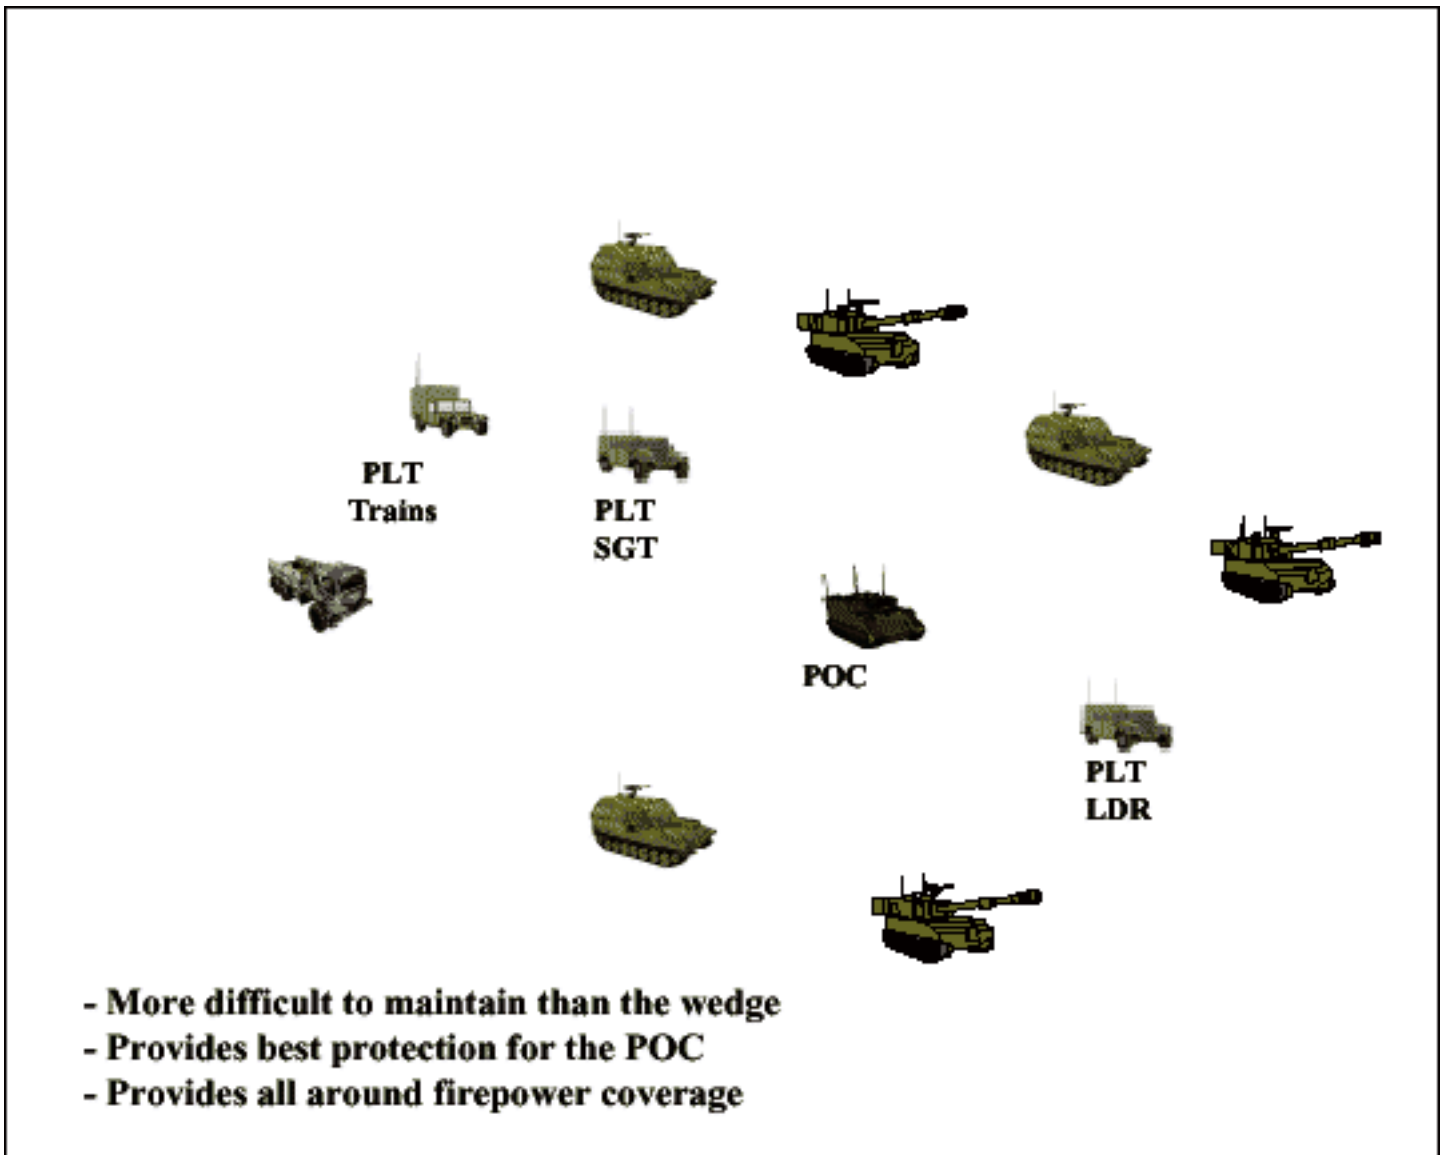 PLT
Trains
PLT
SGT
POC
PLT
LDR
- More difficult to maintain than the wedge
- Provides best protection for the POC
- Provides all around firepower coverage